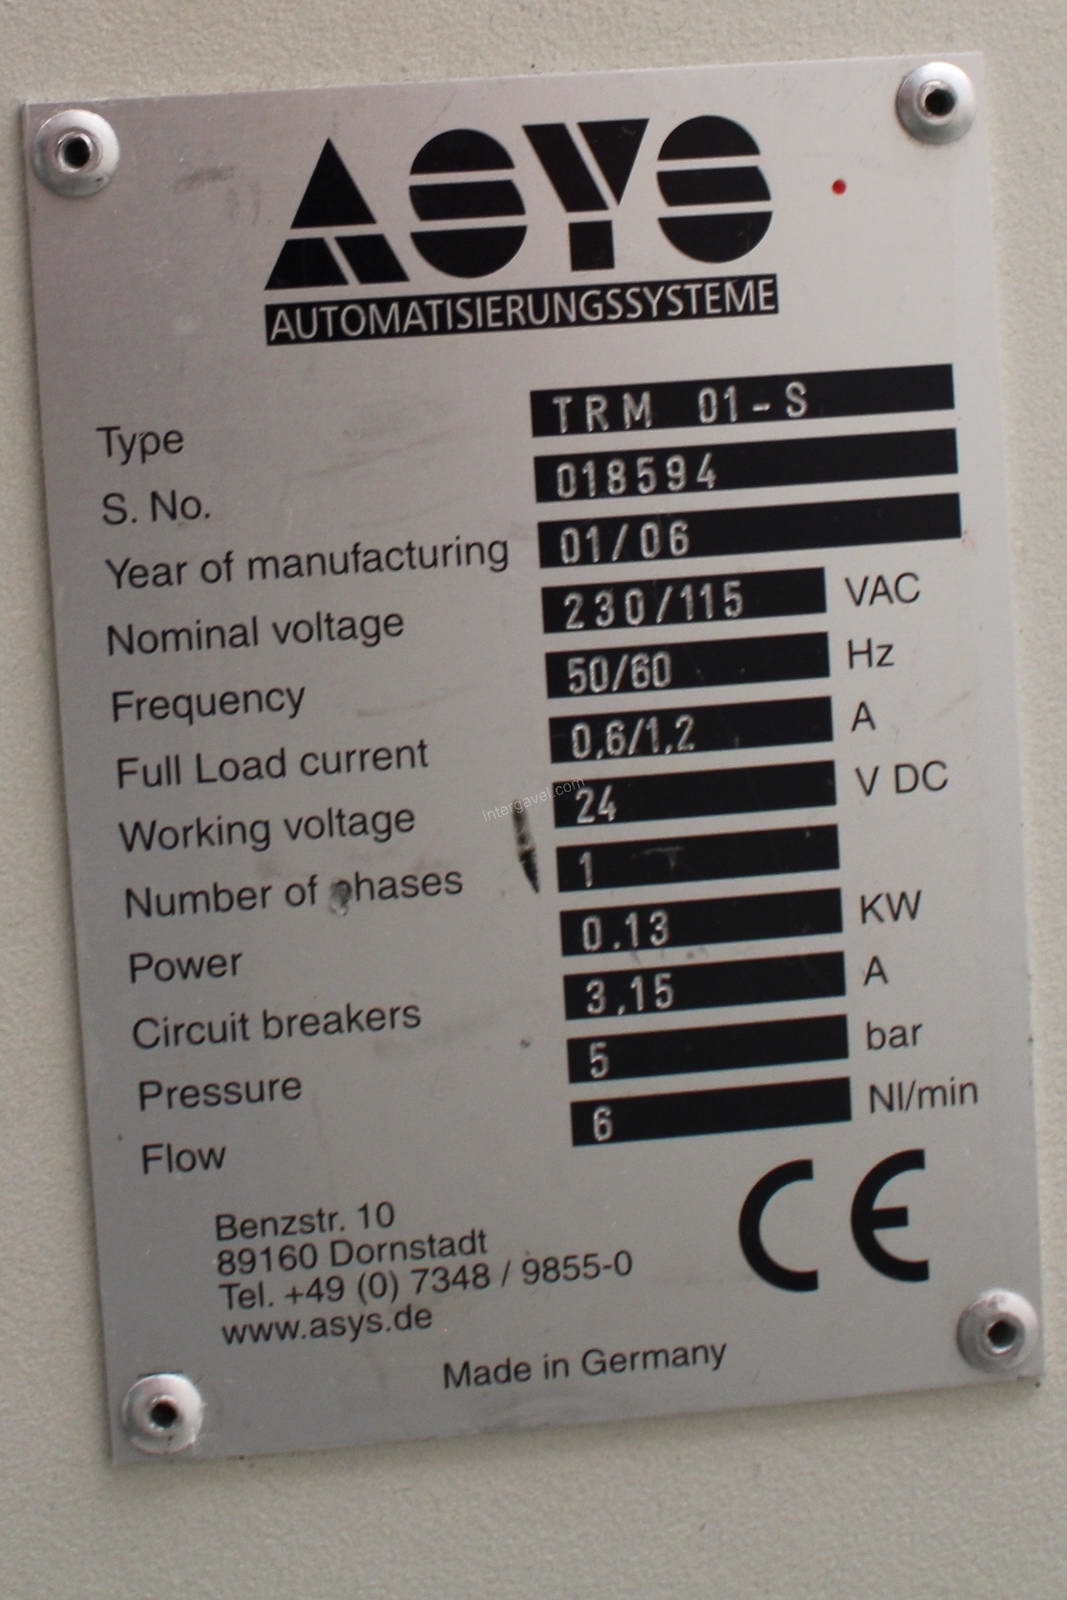 ASYS
AUTOMATISIERUNGSSYSTEME
Type TRM 01-S
S. No. 018594
Year of manufacturing 01/06
Nominal voltage 230/115 VAC
Frequency 50/60 Hz
Full Load current 0,6/1,2 A
Working voltage 24 V DC
Number of phases 1
Power 0.13 KW
Circuit breakers 3,15 A
Pressure 5 bar
Flow 6 Nl/min
Benzstr. 10
89160 Dornstadt
Tel. +49 (0) 7348 / 9855-0
www.asys.de
CE
Made in Germany
Intergavel.com